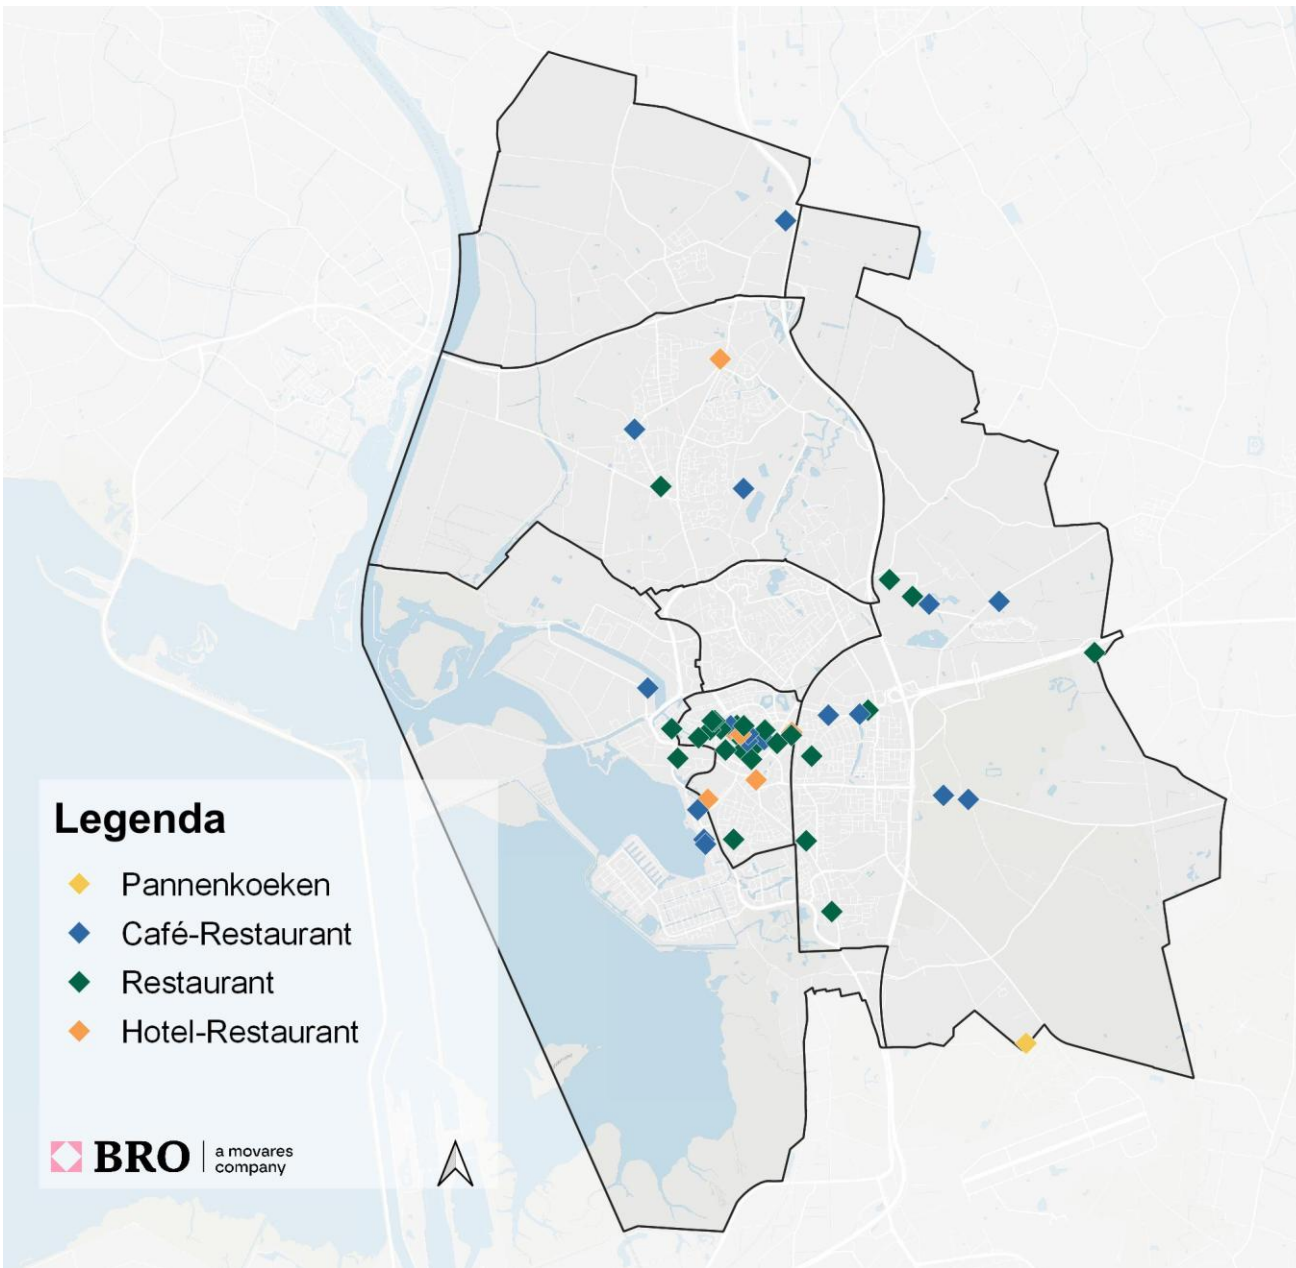 Legenda
Pannenkoeken
Café-Restaurant
Restaurant
Hotel-Restaurant
BRO
a movares
company